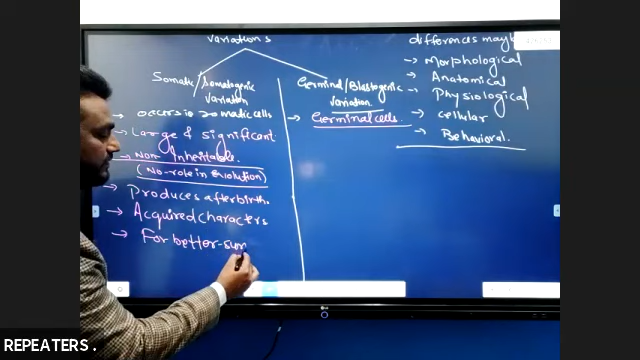 variations
Somatic/Somatogenic
Variation
→ occurs in somatic cells
→ Large & significant
→ Non-Inheritable.
(No-role in evolution)
→ Produces after birth.
→ Acquired characters
→ For better-sur
Germinal/Blastogenic
Variation.
→ Germinal cells.
differences may be
→ Morphological
→ Anatomical
→ Physiological
→ cellular
→ Behavioral.
REPEATERS.